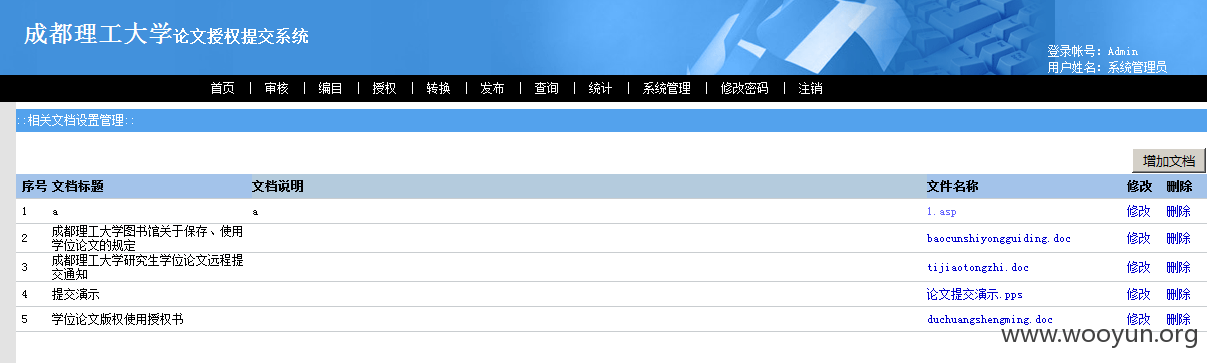 成都理工大学论文授权提交系统
登录帐号：Admin
用户姓名：系统管理员
首页 | 审核 | 编目 | 授权 | 转换 | 发布 | 查询 | 统计 | 系统管理 | 修改密码 | 注销
::相关文档设置管理::
增加文档
序号 文档标题 文档说明 文件名称 修改 删除
1 a a 1.asp 修改 删除
2 成都理工大学图书馆关于保存、使用
学位论文的规定 baocunshiyongguiding.doc 修改 删除
3 成都理工大学研究生学位论文远程提
交通知 tijiaotongzhi.doc 修改 删除
4 提交演示 论文提交演示.pps 修改 删除
5 学位论文版权使用授权书 duchuangshengming.doc 修改 删除
www.wooyun.org